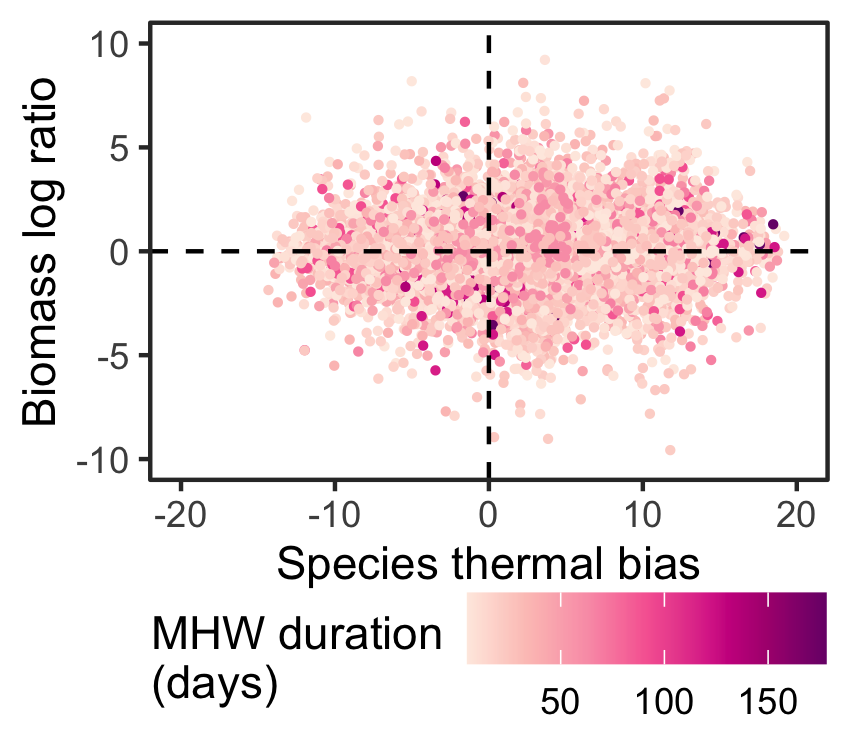 10
5
0
-5
-10
Biomass log ratio
-20 -10 0 10 20
Species thermal bias
MHW duration
(days)
50 100 150